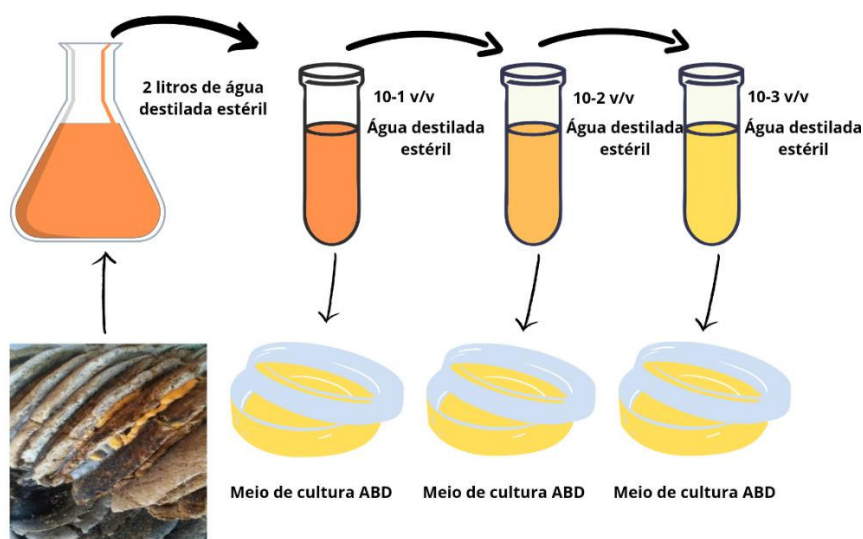 2 litros de água
destilada estéril
10-1 v/v
Água destilada
estéril
10-2 v/v
Água destilada
estéril
10-3 v/v
Água destilada
estéril
Meio de cultura ABD
Meio de cultura ABD
Meio de cultura ABD